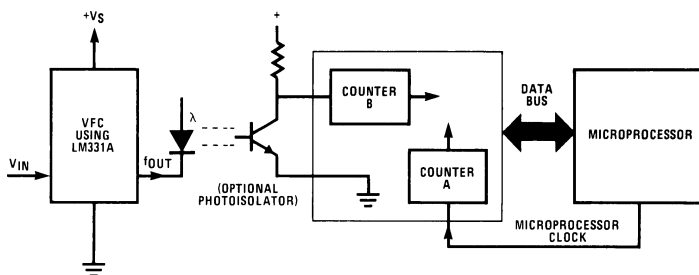 +VS
VFC
USING
LM331A
VIN
fOUT
λ
(OPTIONAL
PHOTOISOLATOR)
+
COUNTER
B
COUNTER
A
DATA
BUS
MICROPROCESSOR
MICROPROCESSOR
CLOCK